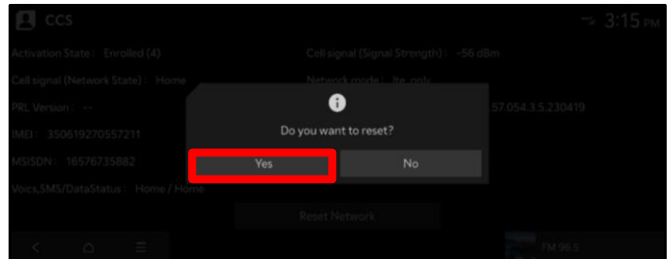 CCS 3:15 PM
Activation State : Enrolled (4) Cell signal (Signal Strength) : -56 dBm
Cell signal (Network State) : Home Network mode : lte_only
PRL Version : -- 57.054.3.5.230419
IMEI : 350619270557211
Do you want to reset?
MSISDN : 16576735882
Yes No
Voics,SMS/DataStatus : Home / Home
Reset Network
FM 96.5